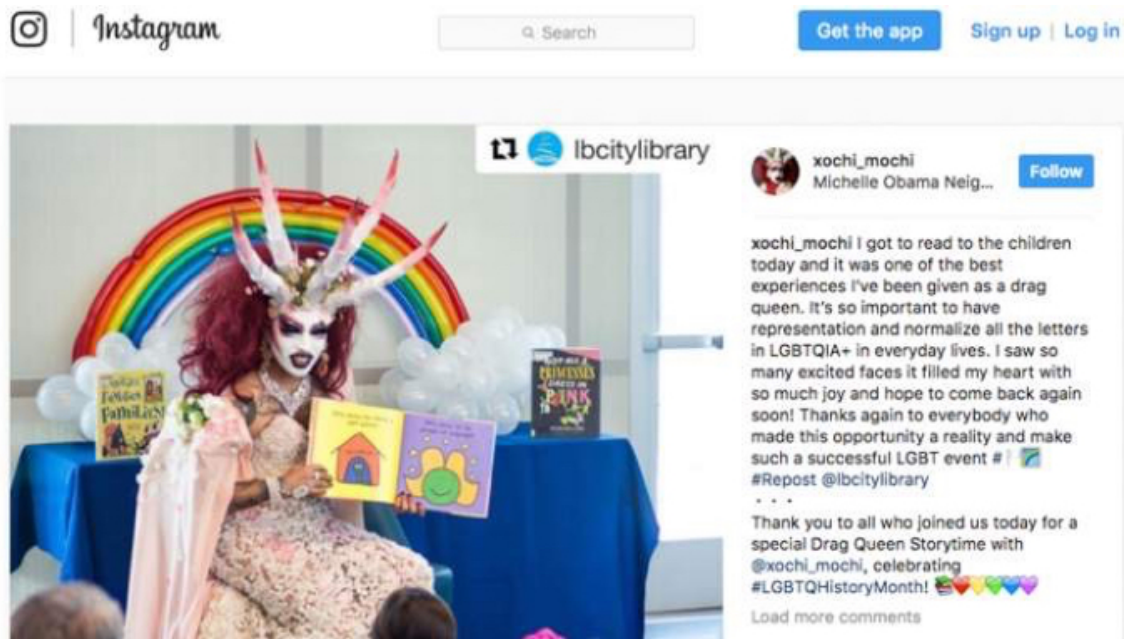 Instagram
Search
Get the app
Sign up | Log in
lbcitylibrary
xochi_mochi
Michelle Obama Neig...
Follow
xochi_mochi I got to read to the children
today and it was one of the best
experiences I've been given as a drag
queen. It's so important to have
representation and normalize all the letters
in LGBTQIA+ in everyday lives. I saw so
many excited faces it filled my heart with
so much joy and hope to come back again
soon! Thanks again to everybody who
made this opportunity a reality and make
such a successful LGBT event #
#Repost @lbcitylibrary
• • •
Thank you to all who joined us today for a
special Drag Queen Storytime with
@xochi_mochi, celebrating
#LGBTQHistoryMonth! 📚❤️💛💚💙💜
Load more comments
Families!
PRINCESSES
DRESS IN
PINK